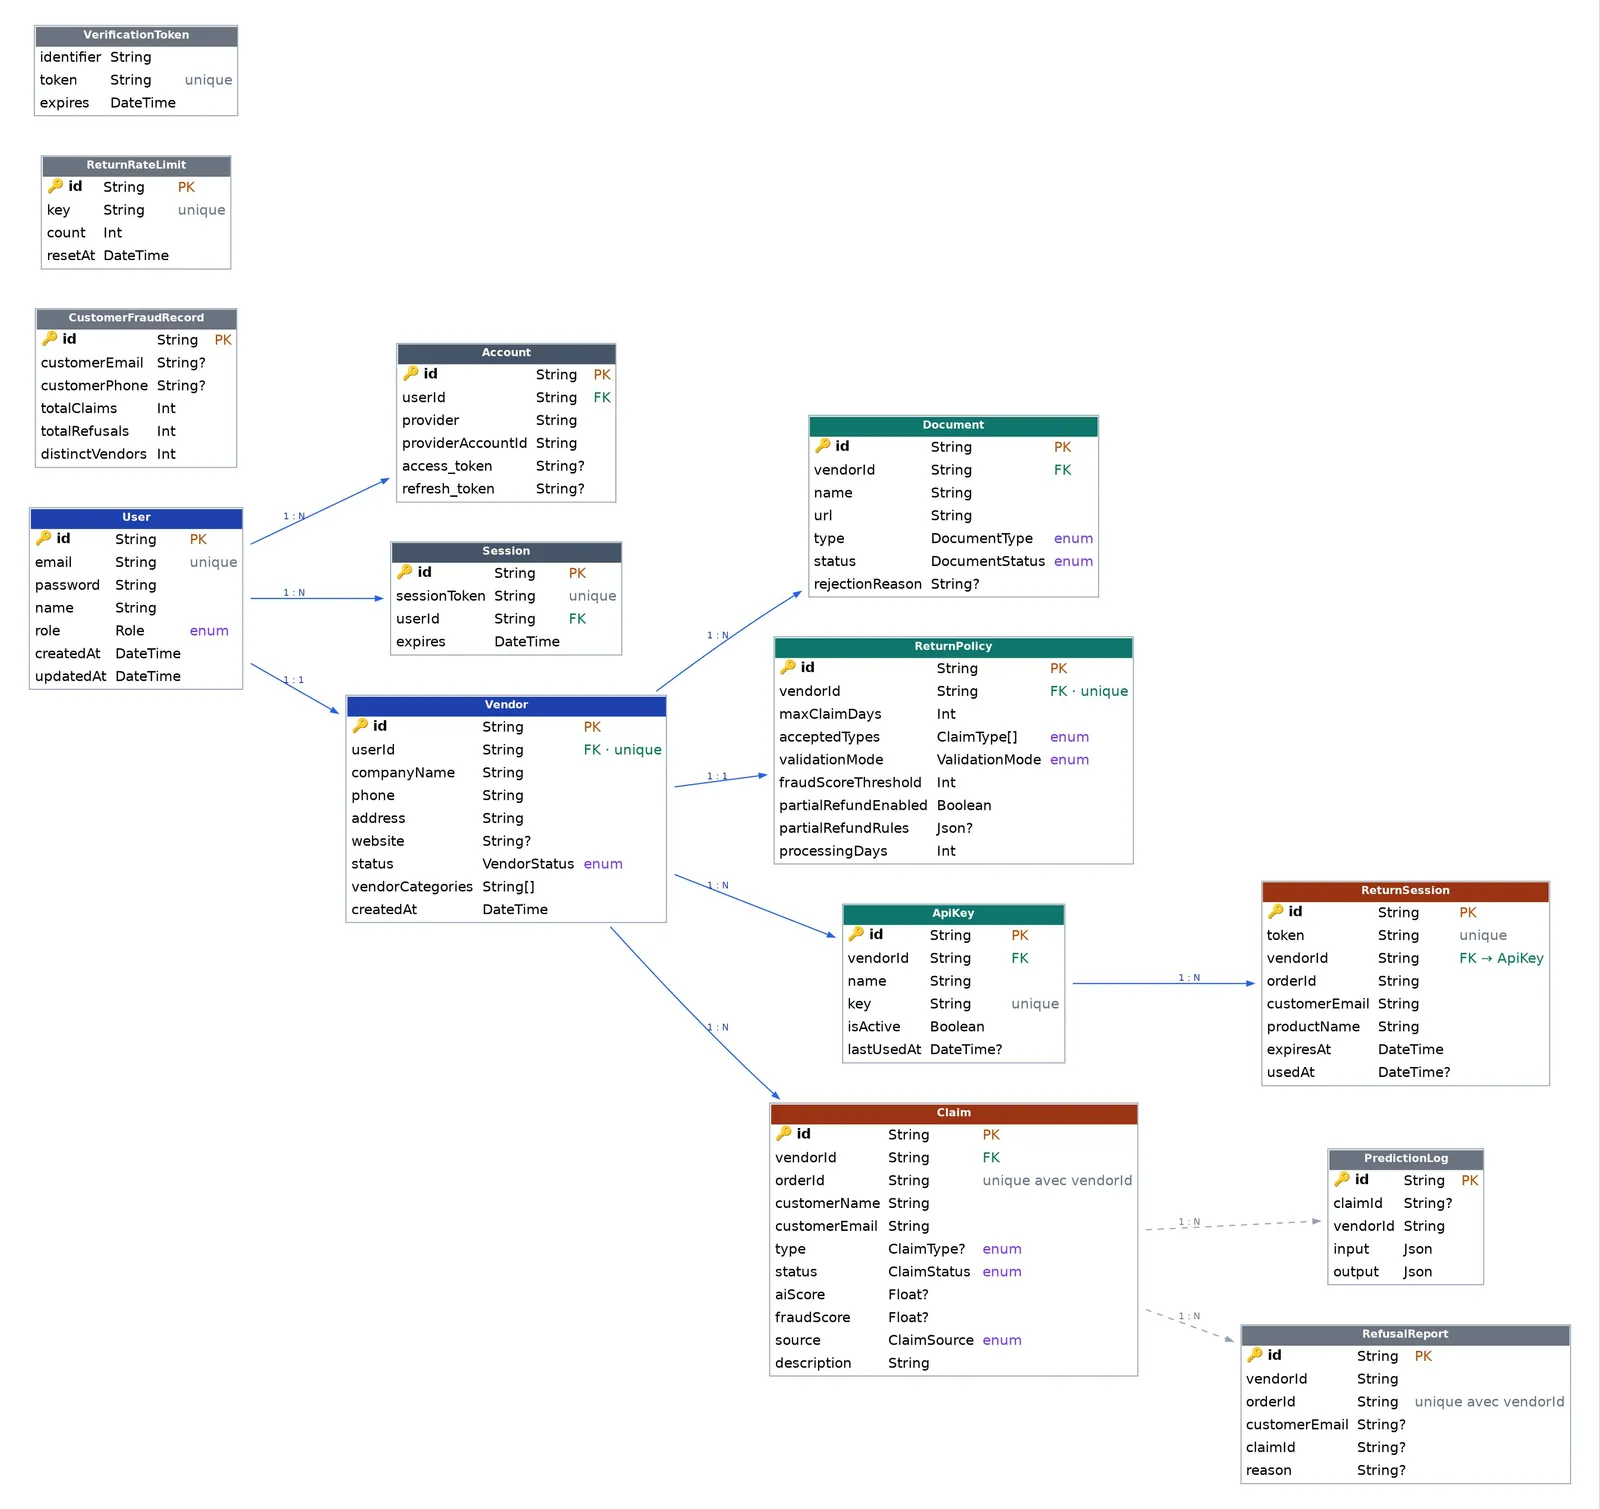 VerificationToken
identifier String
token String unique
expires DateTime
ReturnRateLimit
🔑 id String PK
key String unique
count Int
resetAt DateTime
CustomerFraudRecord
🔑 id String PK
customerEmail String?
customerPhone String?
totalClaims Int
totalRefusals Int
distinctVendors Int
User
🔑 id String PK
email String unique
password String
name String
role Role enum
createdAt DateTime
updatedAt DateTime
1 : N
1 : N
1 : 1
Account
🔑 id String PK
userId String FK
provider String
providerAccountId String
access_token String?
refresh_token String?
Session
🔑 id String PK
sessionToken String unique
userId String FK
expires DateTime
Vendor
🔑 id String PK
userId String FK · unique
companyName String
phone String
address String
website String?
status VendorStatus enum
vendorCategories String[]
createdAt DateTime
1 : N
1 : 1
1 : N
1 : N
Document
🔑 id String PK
vendorId String FK
name String
url String
type DocumentType enum
status DocumentStatus enum
rejectionReason String?
ReturnPolicy
🔑 id String PK
vendorId String FK · unique
maxClaimDays Int
acceptedTypes ClaimType[] enum
validationMode ValidationMode enum
fraudScoreThreshold Int
partialRefundEnabled Boolean
partialRefundRules Json?
processingDays Int
ApiKey
🔑 id String PK
vendorId String FK
name String
key String unique
isActive Boolean
lastUsedAt DateTime?
1 : N
ReturnSession
🔑 id String PK
token String unique
vendorId String FK → ApiKey
orderId String
customerEmail String
productName String
expiresAt DateTime
usedAt DateTime?
Claim
🔑 id String PK
vendorId String FK
orderId String unique avec vendorId
customerName String
customerEmail String
type ClaimType? enum
status ClaimStatus enum
aiScore Float?
fraudScore Float?
source ClaimSource enum
description String
1 : N
1 : N
PredictionLog
🔑 id String PK
claimId String?
vendorId String
input Json
output Json
RefusalReport
🔑 id String PK
vendorId String
orderId String unique avec vendorId
customerEmail String?
claimId String?
reason String?